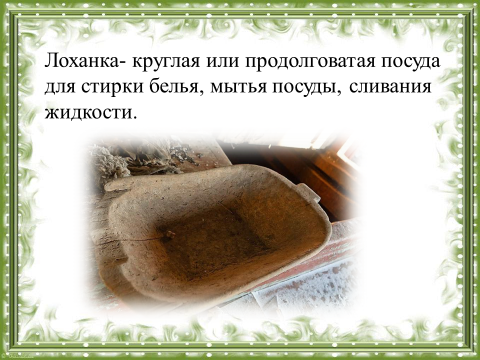 Лоханка- круглая или продолговатая посуда
для стирки белья, мытья посуды, сливания
жидкости.